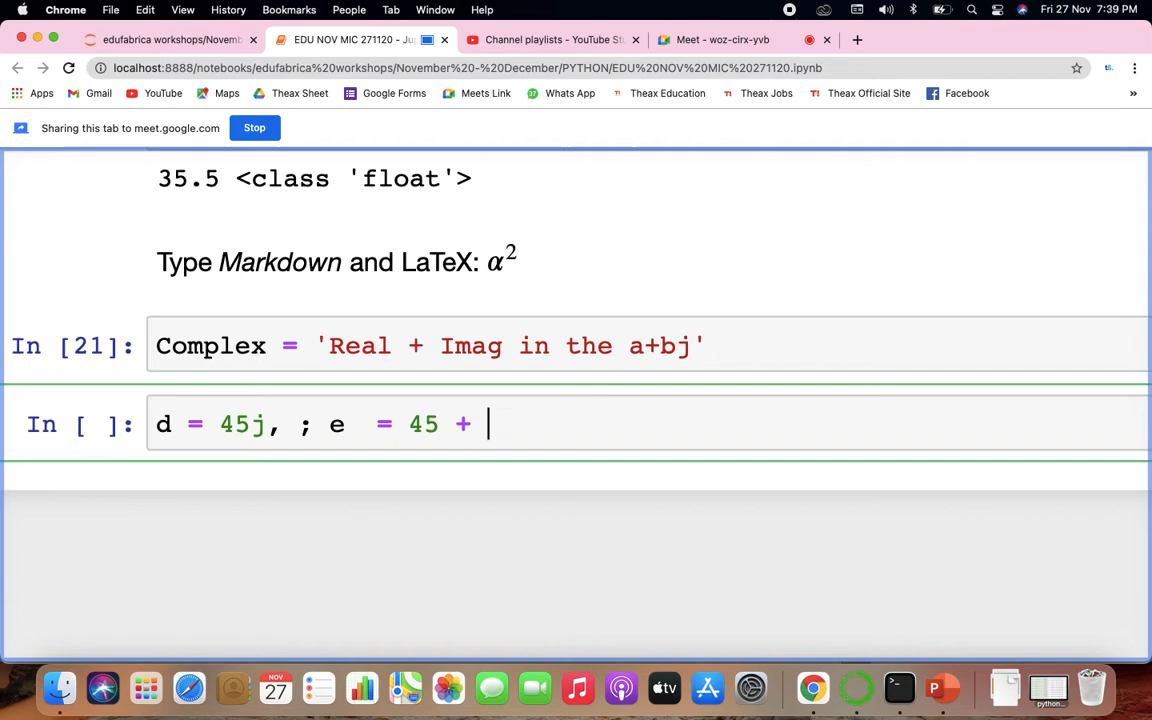 Chrome File Edit View History Bookmarks People Tab Window Help Fri 27 Nov 7:39 PM
edufabrica workshops/Novemb EDU NOV MIC 271120 - Ju Channel playlists - YouTube St Meet - woz-cirx-yvb
localhost:8888/notebooks/edufabrica%20workshops/November%20-%20December/PYTHON/EDU%20NOV%20MIC%20271120.ipynb
Apps Gmail YouTube Maps Theax Sheet Google Forms Meets Link Whats App Theax Education Theax Jobs Theax Official Site Facebook »
Sharing this tab to meet.google.com Stop
35.5 <class 'float'>
Type Markdown and LaTeX: α²
In [21]: Complex = 'Real + Imag in the a+bj'
In [ ]: d = 45j, ; e  = 45 +
NOV
27
tv
python